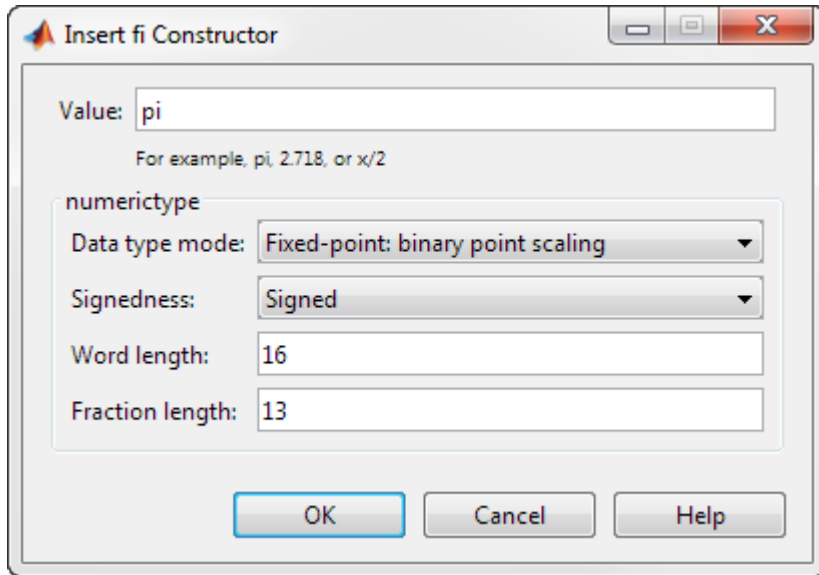 Insert fi Constructor
Value: pi
For example, pi, 2.718, or x/2
numerictype
Data type mode: Fixed-point: binary point scaling
Signedness: Signed
Word length: 16
Fraction length: 13
OK Cancel Help